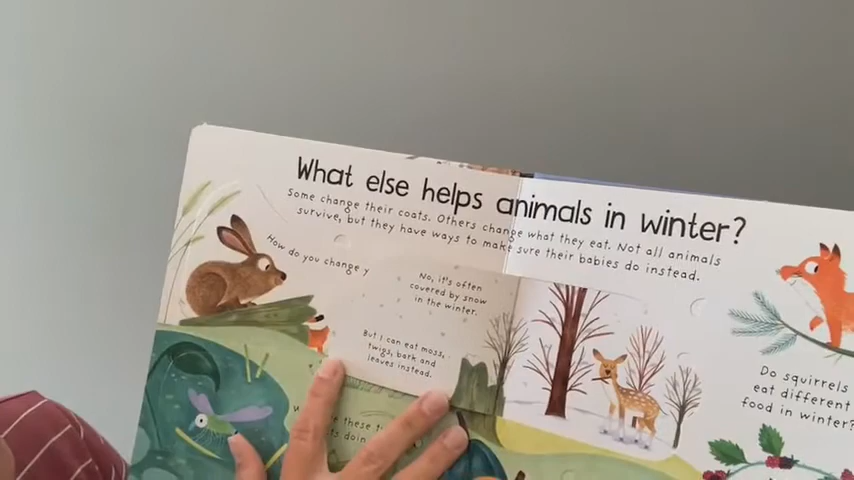 What else helps animals in winter?
Some change their coats. Others change what they eat. Not all animals
survive, but they have ways to make sure their babies do instead.
How do you change y
No, it's often
covered by snow
in the winter.
But I can eat moss,
twigs, bark and
leaves instead.
these
doin
Do squirrels
eat different
food in winter?